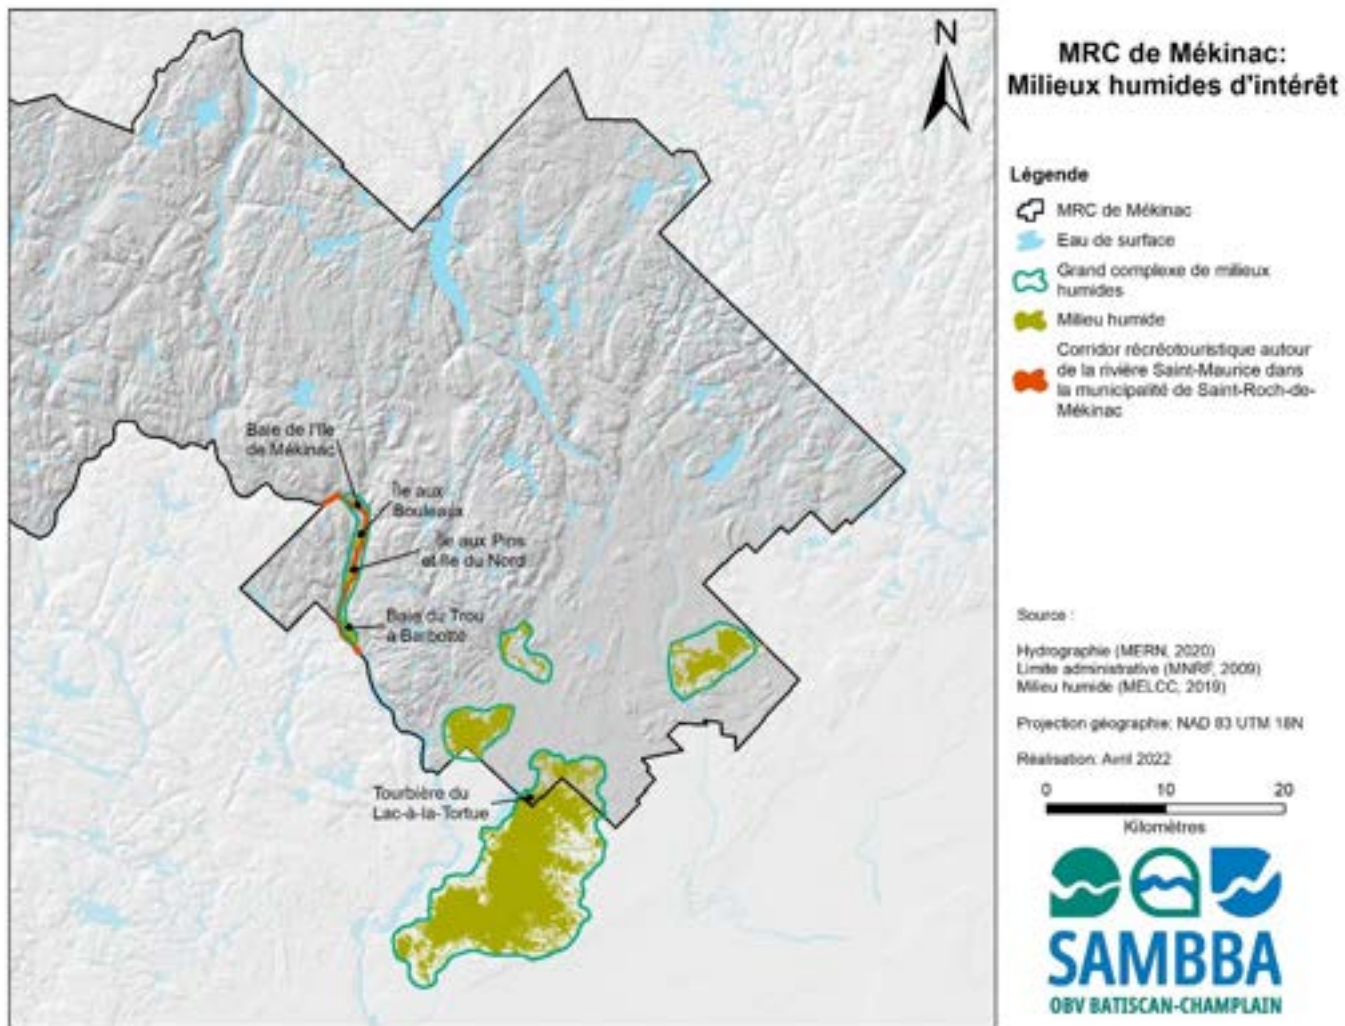 N
MRC de Mékinac:
Milieux humides d'intérêt
Légende
MRC de Mékinac
Eau de surface
Grand complexe de milieux
humides
Milieu humide
Corridor récréotouristique autour
de la rivière Saint-Maurice dans
la municipalité de Saint-Roch-de-
Mékinac
Baie de l'Ile
de Mékinac
Île aux
Bouleaux
Île aux Pins
et Ile du Nord
Baie du Trou
à Barbotte
Tourbière du
Lac-à-la-Tortue
Source :
Hydrographie (MERN, 2020)
Limite administrative (MNRF, 2009)
Milieu humide (MELCC, 2019)
Projection géographie: NAD 83 UTM 18N
Réalisation: Avril 2022
0 10 20
Kilomètres
SAMBBA
OBV BATISCAN-CHAMPLAIN